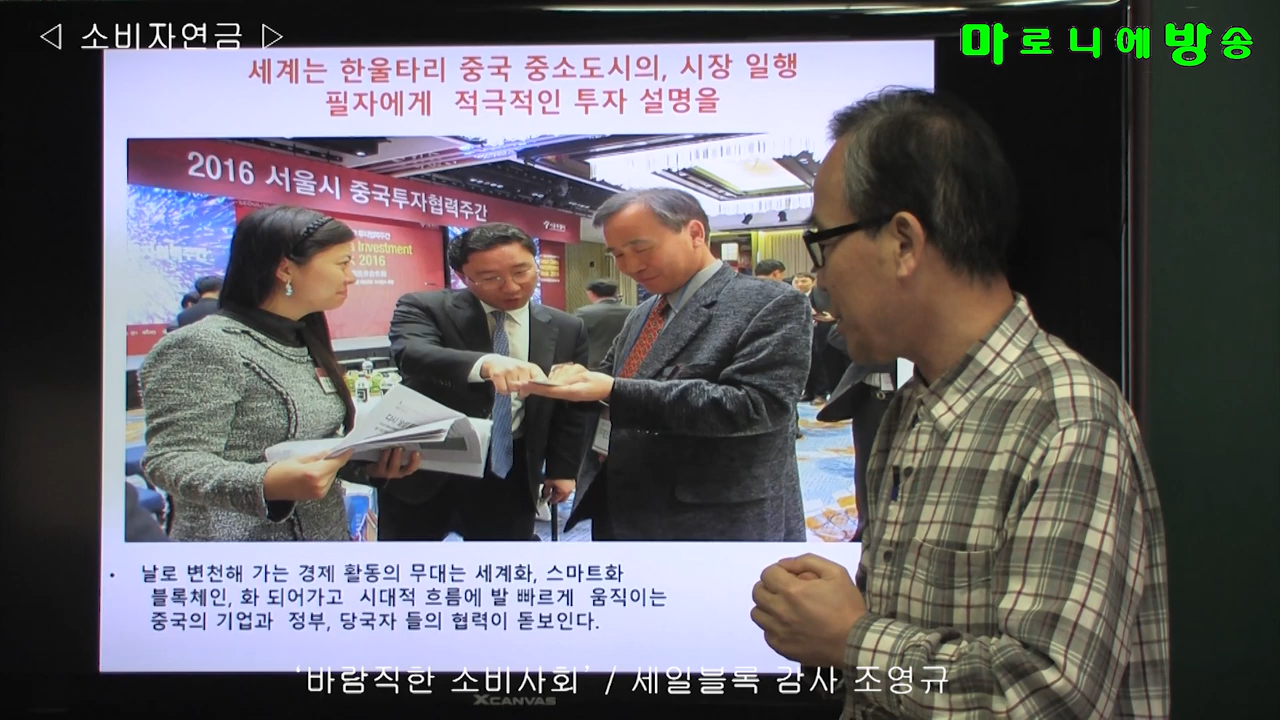 ◁ 소비자연금 ▷
마로니에방송
세계는 한울타리 중국 중소도시의, 시장 일행
필자에게 적극적인 투자 설명을
2016 서울시 중국투자협력주간
Investment
2016
• 날로 변천해 가는 경제 활동의 무대는 세계화, 스마트화
블록체인, 화 되어가고 시대적 흐름에 발 빠르게 움직이는
중국의 기업과 정부, 당국자 들의 협력이 돋보인다.
‘바람직한 소비사회’ / 세일블록 감사 조영규
XCANVAS